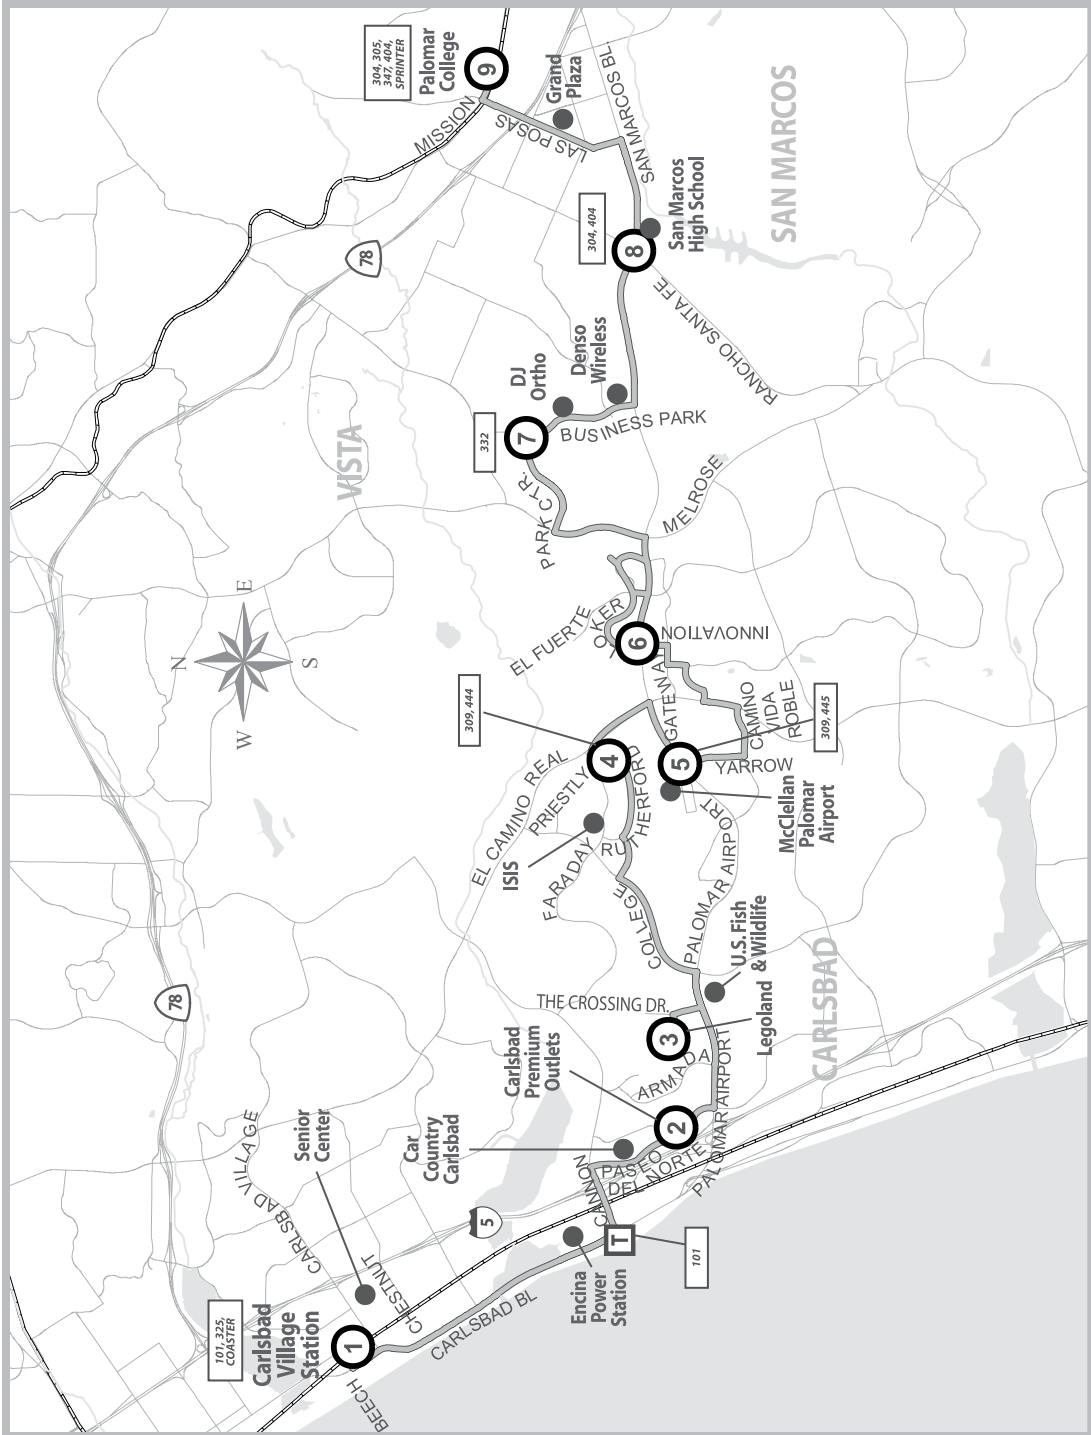 101, 325,
COASTER
Carlsbad
Village
Station
1
BEECH
CHESTNUT
CARLSBAD BL
CARLSBAD VILLAGE
Senior
Center
5
78
Encina
Power
Station
T
101
CANNON
PASEO
DEL NORTE
Car
Country
Carlsbad
Carlsbad
Premium
Outlets
2
PALOMAR AIRPORT
ARMADA
3
Legoland
THE CROSSING DR.
U.S. Fish
& Wildlife
CARLSBAD
PALOMAR AIRPORT
COLLEGE
FARADAY
ISIS
RUTHERFORD
PRIESTLY
EL CAMINO REAL
4
309, 444
5
McClellan
Palomar
Airport
309, 445
YARROW
CAMINO
VIDA
ROBLE
GATEWAY
INNOVATION
6
LOKER
EL FUERTE
N
E
S
W
MELROSE
PARK CTR.
7
332
VISTA
DJ
Ortho
Denso
Wireless
BUSINESS PARK
RANCHO SANTA FE
8
304, 404
San Marcos
High School
SAN MARCOS
SAN MARCOS BL.
78
LAS POSAS
Grand
Plaza
MISSION
9
Palomar
College
304, 305,
347, 404,
SPRINTER